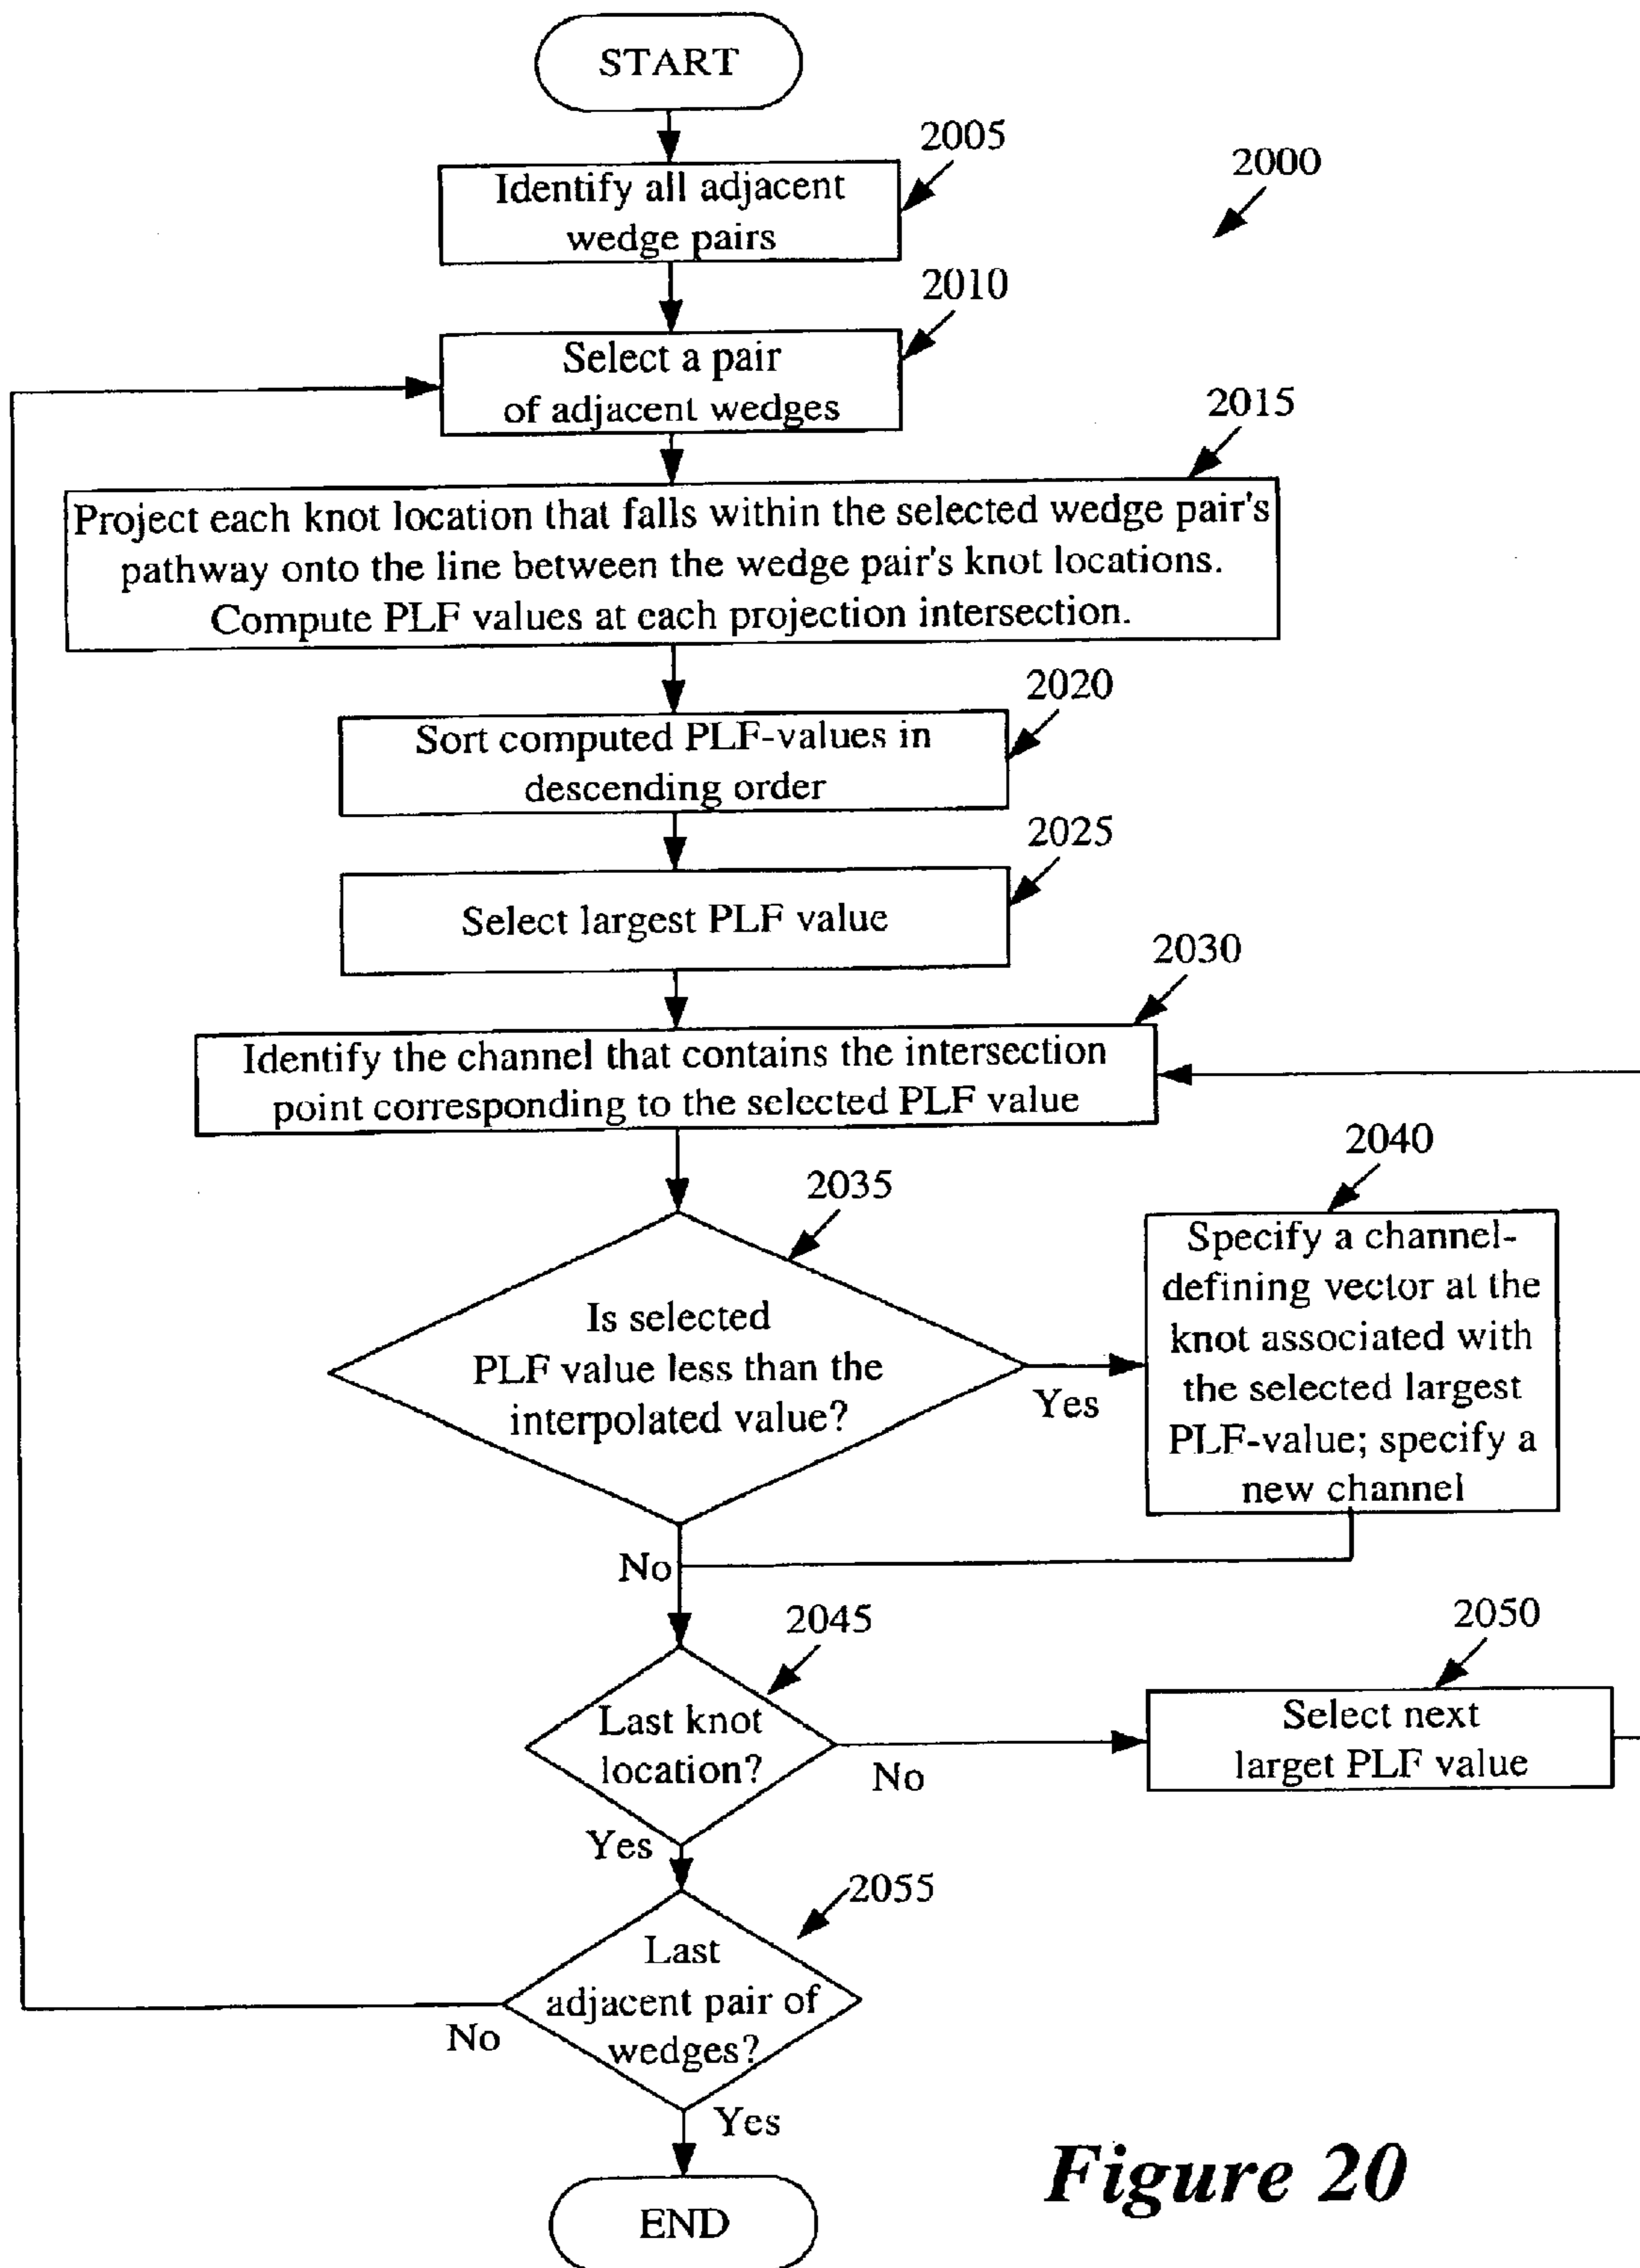 START
2005
2000
Identify all adjacent
wedge pairs
2010
Select a pair
of adjacent wedges
2015
Project each knot location that falls within the selected wedge pair's
pathway onto the line between the wedge pair's knot locations.
Compute PLF values at each projection intersection.
2020
Sort computed PLF-values in
descending order
2025
Select largest PLF value
2030
Identify the channel that contains the intersection
point corresponding to the selected PLF value
2035
2040
Is selected
PLF value less than the
interpolated value?
Yes
Specify a channel-
defining vector at the
knot associated with
the selected largest
PLF-value; specify a
new channel
No
2045
2050
Last knot
location?
No
Select next
larget PLF value
Yes
2055
Last
adjacent pair of
wedges?
No
Yes
END
Figure 20